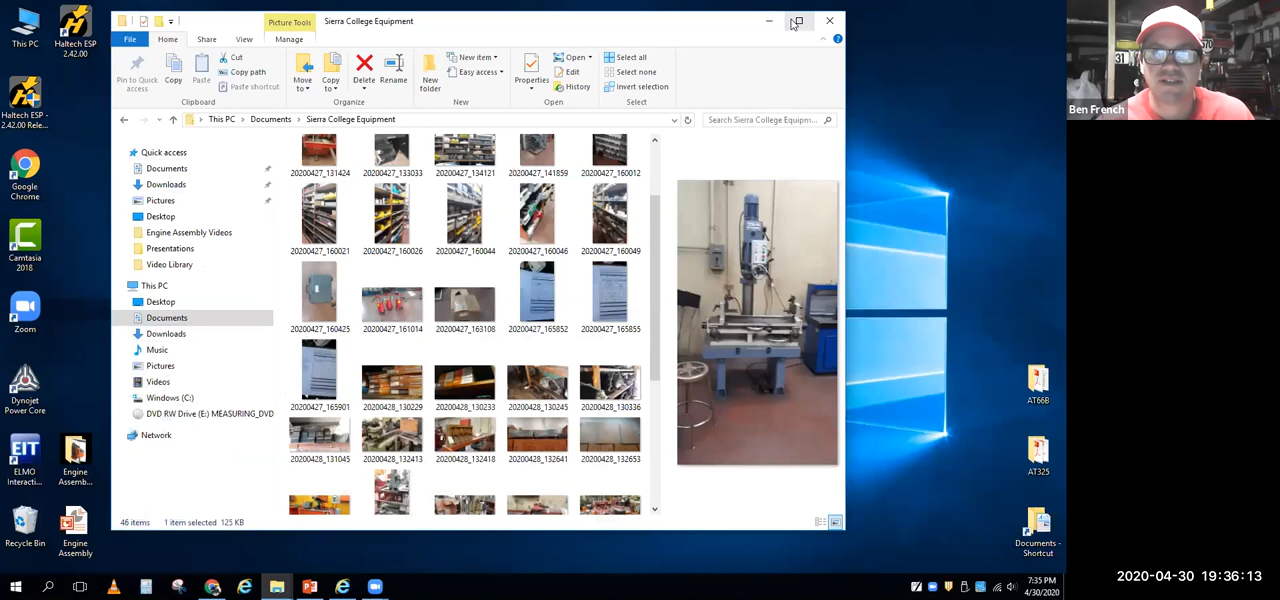 This PC
Haltech ESP
2.42.00
Haltech ESP
- 2.42.00 Rele...
Google
Chrome
Camtasia
2018
Zoom
Dynojet
Power Core
EIT
ELMO
Interacti...
Engine
Assemb...
Recycle Bin
Engine
Assembly
Picture Tools
Sierra College Equipment
File
Home
Share
View
Manage
Pin to Quick
access
Copy
Paste
Cut
Copy path
Paste shortcut
Clipboard
Move
to
Copy
to
Delete
Rename
Organize
New
folder
New item
Easy access
New
Properties
Open
Edit
History
Open
Select all
Select none
Invert selection
Select
This PC > Documents > Sierra College Equipment
Search Sierra College Equipm...
Quick access
Documents
Downloads
Pictures
Desktop
Engine Assembly Videos
Presentations
Video Library
This PC
Desktop
Documents
Downloads
Music
Pictures
Videos
Windows (C:)
DVD RW Drive (E:) MEASURING_DVD
Network
20200427_131424
20200427_133033
20200427_134121
20200427_141859
20200427_160012
20200427_160021
20200427_160026
20200427_160044
20200427_160046
20200427_160049
20200427_160425
20200427_161014
20200427_163108
20200427_165852
20200427_165855
20200427_165901
20200428_130229
20200428_130233
20200428_130245
20200428_130336
20200428_131045
20200428_132413
20200428_132418
20200428_132641
20200428_132653
46 items
1 item selected 125 KB
AT66B
AT325
Documents -
Shortcut
Ben French
7:35 PM
4/30/2020
2020-04-30 19:36:13